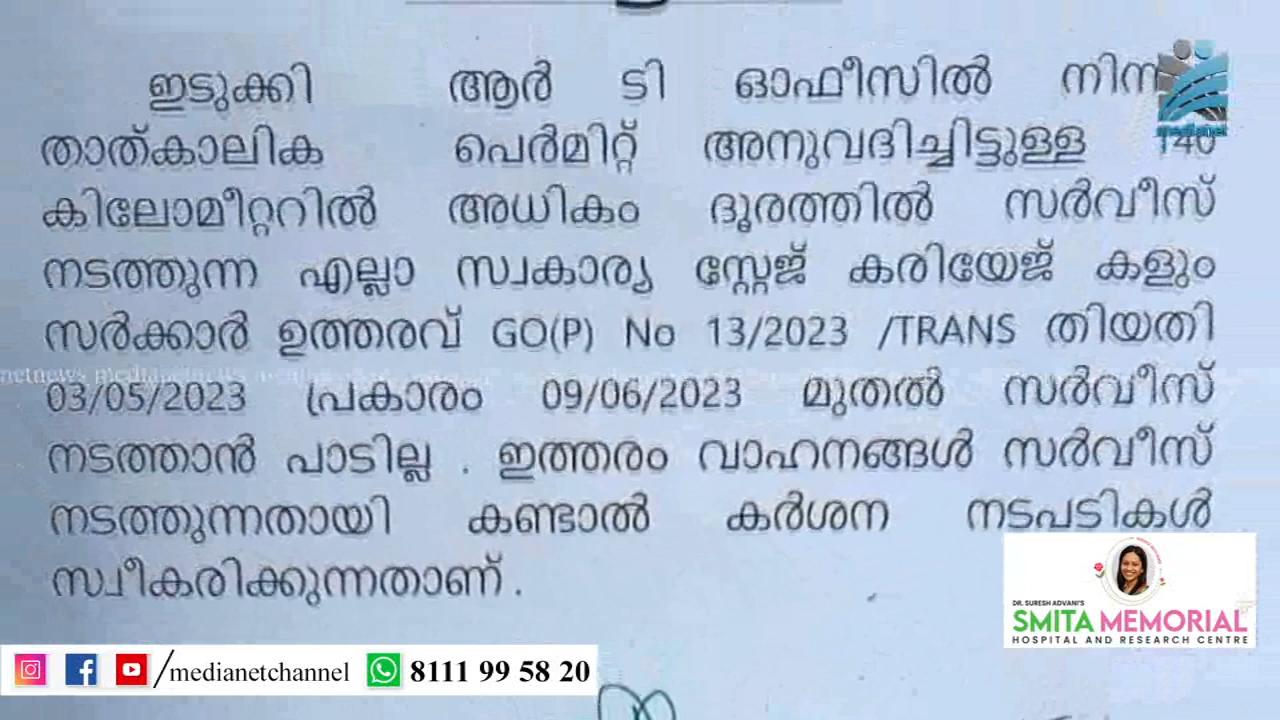 ഇടുക്കി ആർ ടി ഓഫീസിൽ
താത്കാലിക പെർമിറ്റ് അനുവദിച്ചിട്ടുള്ള 140
കിലോമീറ്ററിൽ അധികം ദൂരത്തിൽ സർവീസ്
നടത്തുന്ന എല്ലാ സ്വകാര്യ സ്റ്റേജ് കരിയേജ് കളും
സർക്കാർ ഉത്തരവ് GO(P) No 13/2023 /TRANS തിയതി
03/05/2023 പ്രകാരം 09/06/2023 മുതൽ സർവീസ്
നടത്താൻ പാടില്ല . ഇത്തരം വാഹനങ്ങൾ സർവീസ്
നടത്തുന്നതായി കണ്ടാൽ കർശന നടപടികൾ
സ്വീകരിക്കുന്നതാണ്.
medianet
DR. SURESH ADVANI'S
SMITA MEMORIAL
HOSPITAL AND RESEARCH CENTRE
/medianetchannel 8111 99 58 20